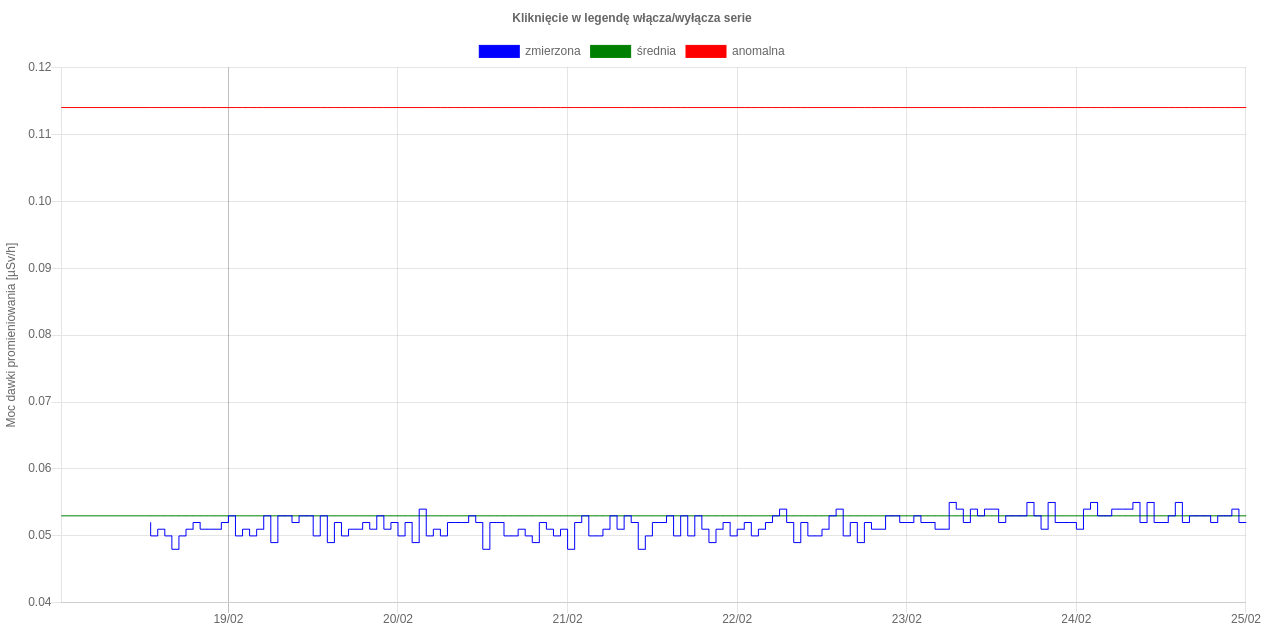 Kliknięcie w legendę włącza/wyłącza serie
zmierzona średnia anomalna
Moc dawki promieniowania [µSv/h]
0.12
0.11
0.10
0.09
0.08
0.07
0.06
0.05
0.04
19/02 20/02 21/02 22/02 23/02 24/02 25/02